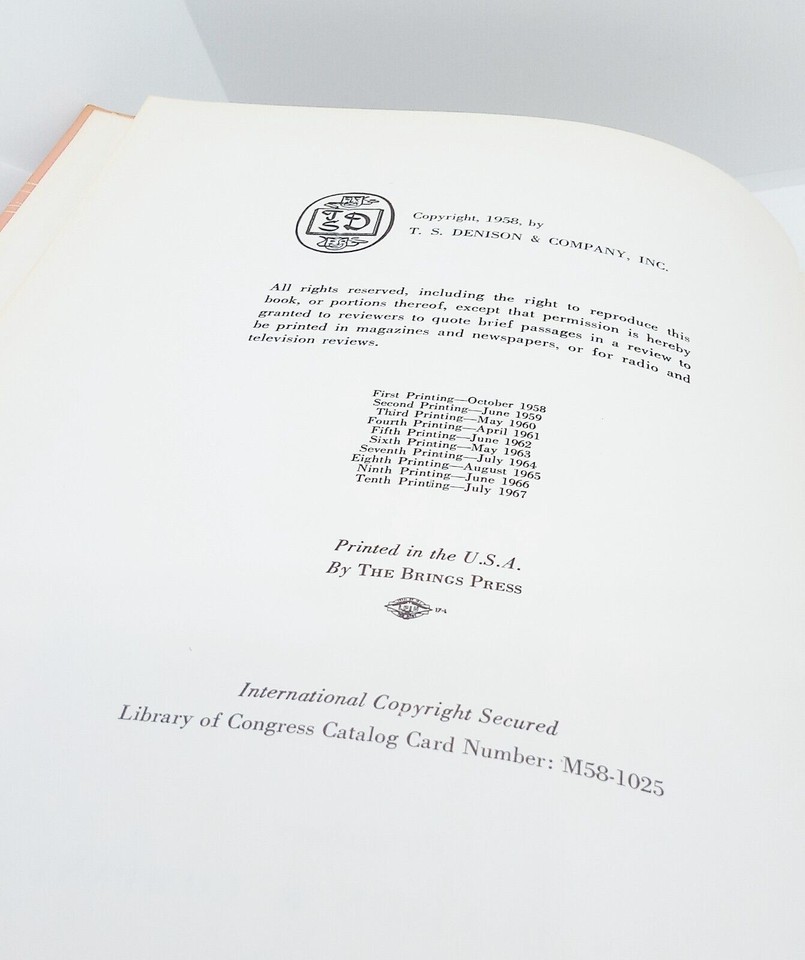 T
S D
Copyright, 1958, by
T. S. DENISON & COMPANY, INC.
All rights reserved, including the right to reproduce this
book, or portions thereof, except that permission is hereby
granted to reviewers to quote brief passages in a review to
be printed in magazines and newspapers, or for radio and
television reviews.
First Printing—October 1958
Second Printing—June 1959
Third Printing—May 1960
Fourth Printing—April 1961
Fifth Printing—June 1962
Sixth Printing—May 1963
Seventh Printing—July 1964
Eighth Printing—August 1965
Ninth Printing—June 1966
Tenth Printing—July 1967
Printed in the U.S.A.
By THE BRINGS PRESS
International Copyright Secured
Library of Congress Catalog Card Number: M58-1025